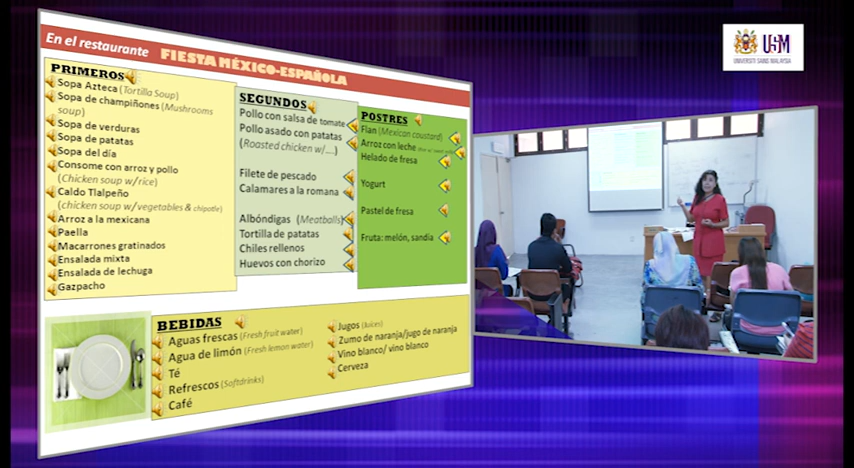 En el restaurante FIESTA MÉXICO-ESPAÑOLA
PRIMEROS
Sopa Azteca (Tortilla Soup)
Sopa de champiñones (Mushrooms
soup)
Sopa de verduras
Sopa de patatas
Sopa del día
Consome con arroz y pollo
(Chicken soup w/rice)
Caldo Tlalpeño
(chicken soup w/vegetables & chipotle)
Arroz a la mexicana
Paella
Macarrones gratinados
Ensalada mixta
Ensalada de lechuga
Gazpacho
SEGUNDOS
Pollo con salsa de tomate
Pollo asado con patatas
(Roasted chicken w/....)
Filete de pescado
Calamares a la romana
Albóndigas (Meatballs)
Tortilla de patatas
Chiles rellenos
Huevos con chorizo
POSTRES
Flan (Mexican coustard)
Arroz con leche
Helado de fresa
Yogurt
Pastel de fresa
Fruta: melón, sandía
BEBIDAS
Aguas frescas (Fresh fruit water)
Agua de limón (Fresh lemon water)
Té
Refrescos (Softdrinks)
Café
Jugos (Juices)
Zumo de naranja/jugo de naranja
Vino blanco/ vino blanco
Cerveza
USM
UNIVERSITI SAINS MALAYSIA